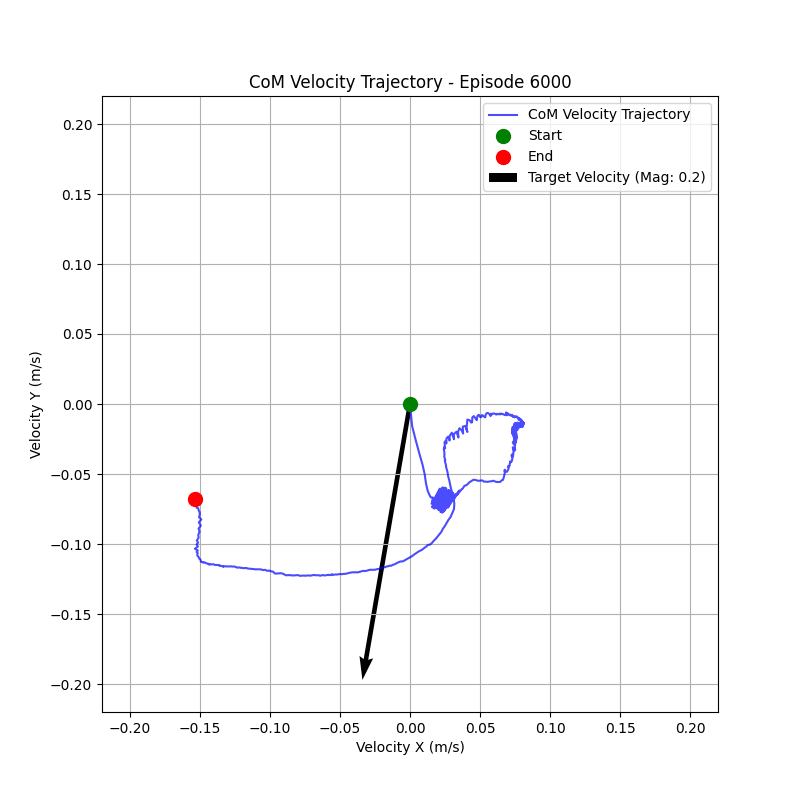 CoM Velocity Trajectory - Episode 6000
CoM Velocity Trajectory
Start
End
Target Velocity (Mag: 0.2)
0.20
0.15
0.10
0.05
0.00
−0.05
−0.10
−0.15
−0.20
Velocity Y (m/s)
−0.20 −0.15 −0.10 −0.05 0.00 0.05 0.10 0.15 0.20
Velocity X (m/s)